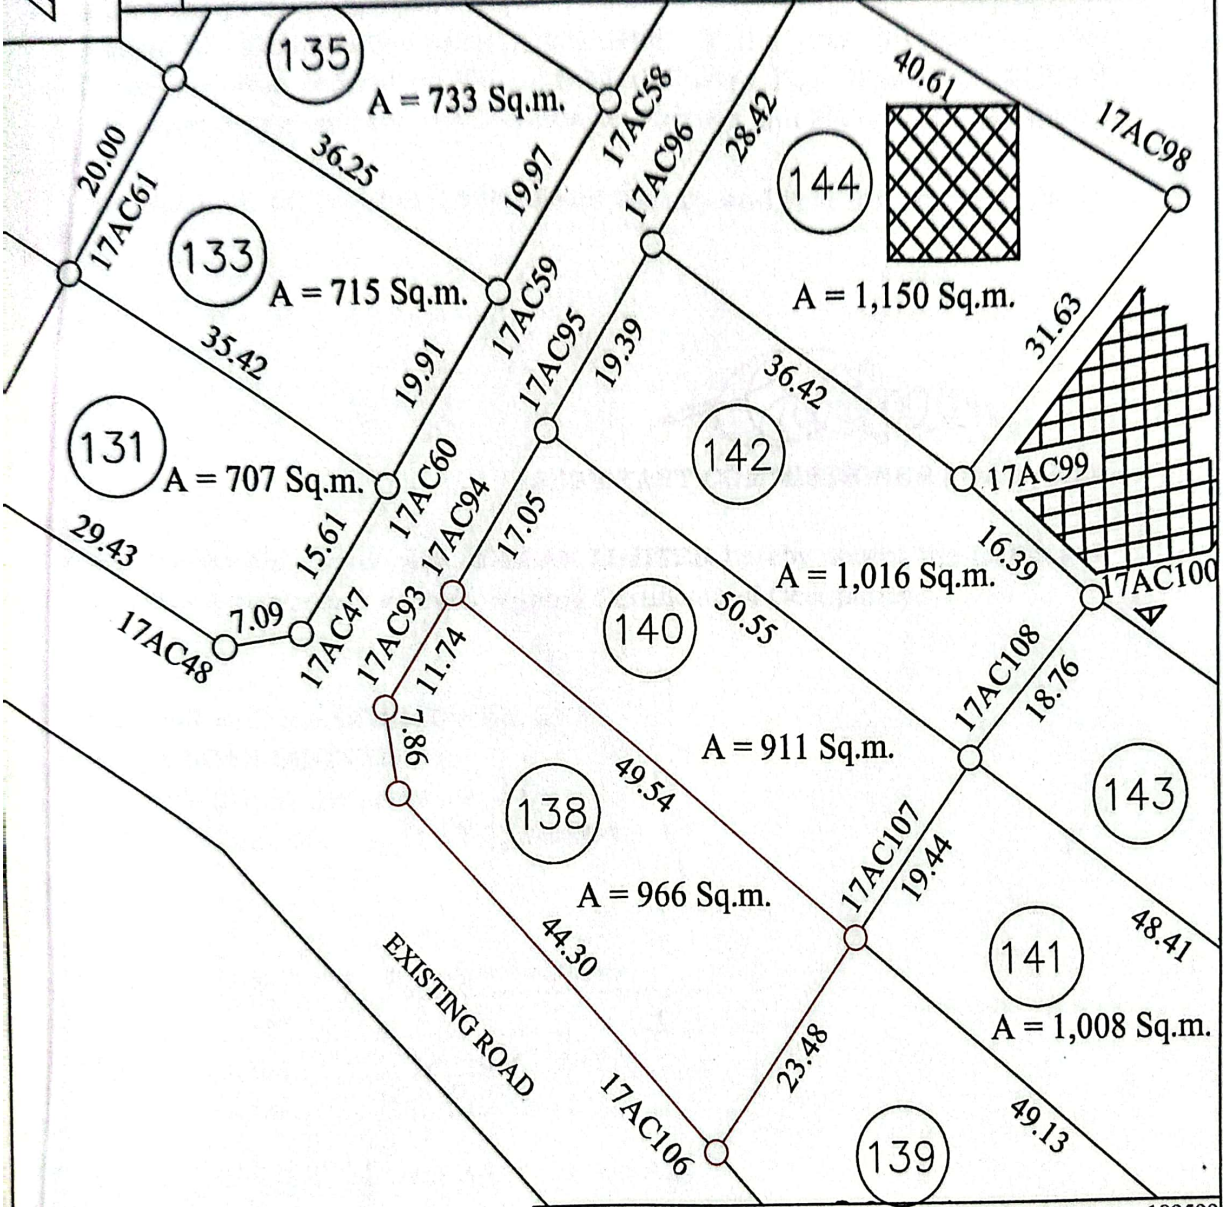 135
A = 733 Sq.m.
40.61
17AC98
17AC58
28.42
17AC96
20.00
36.25
19.97
144
17AC61
133
A = 715 Sq.m.
17AC59
A = 1,150 Sq.m.
31.63
35.42
19.91
17AC95
19.39
36.42
131
A = 707 Sq.m.
17AC60
142
17AC99
29.43
15.61
17AC94
17.05
16.39
A = 1,016 Sq.m.
17AC100
7.09
17AC48
17AC47
17AC93
11.74
140
50.55
17AC108
18.76
7.86
A = 911 Sq.m.
49.54
138
143
17AC107
19.44
A = 966 Sq.m.
44.30
48.41
EXISTING ROAD
141
A = 1,008 Sq.m.
23.48
17AC106
49.13
139